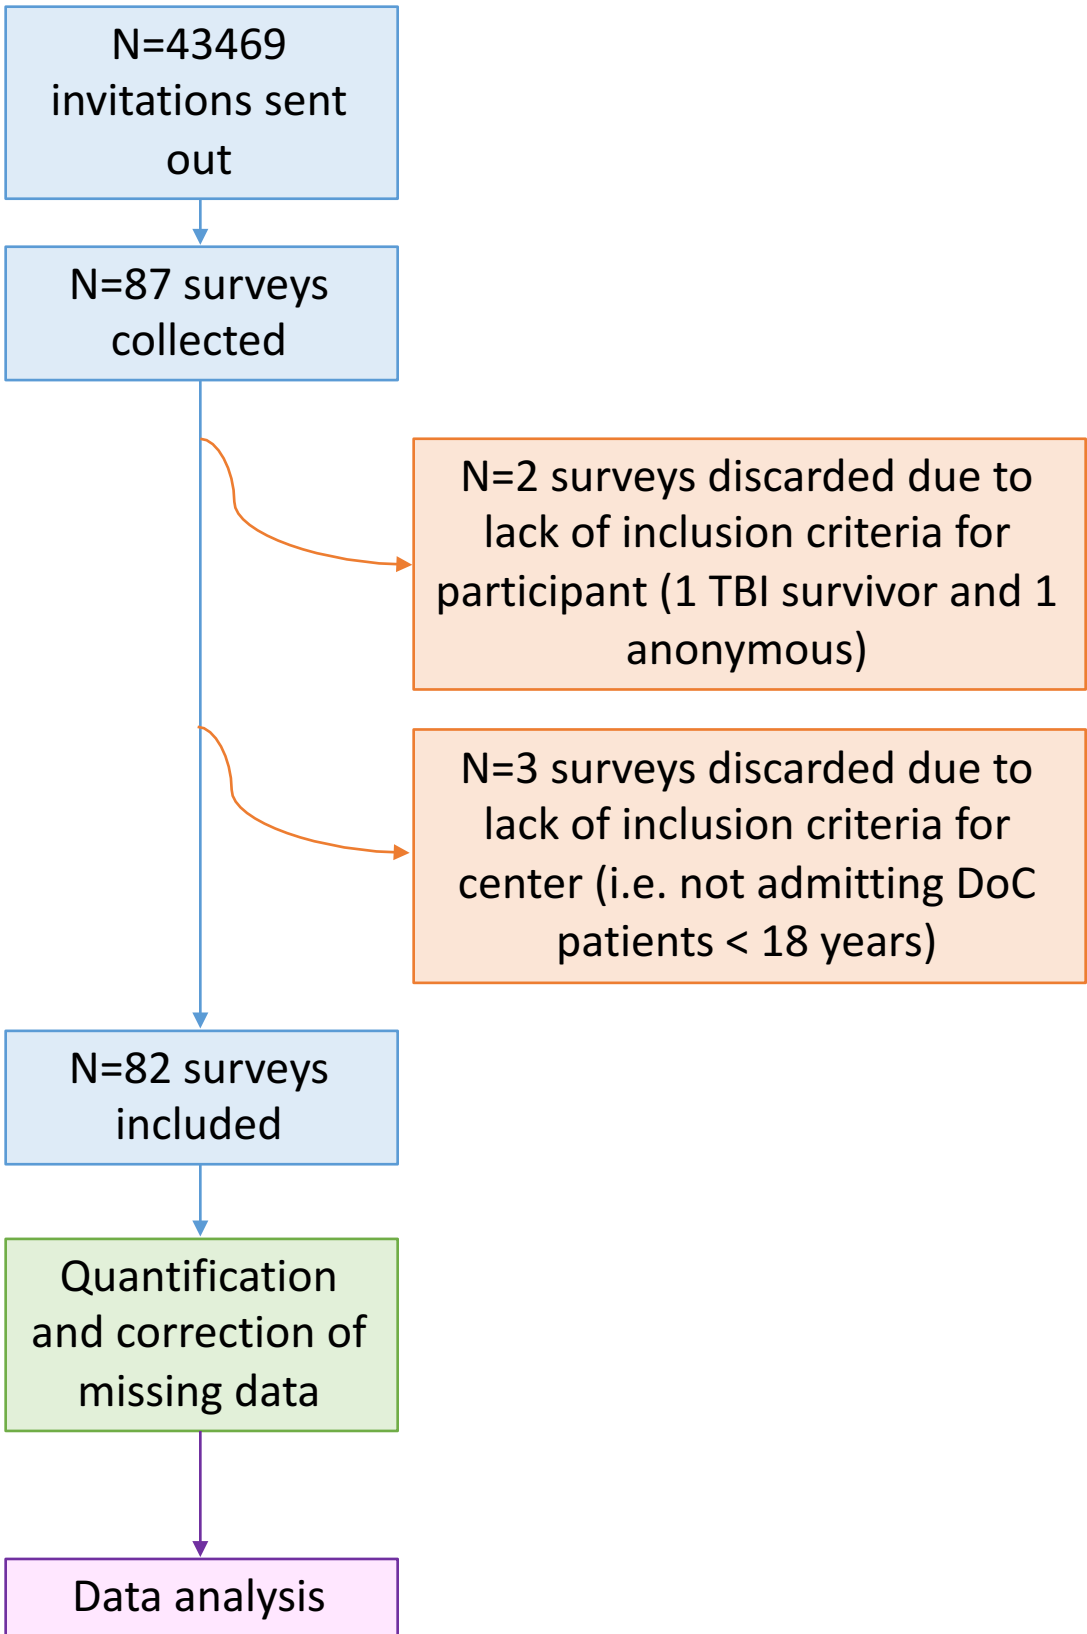 N=43469
invitations sent
out
N=87 surveys
collected
N=2 surveys discarded due to
lack of inclusion criteria for
participant (1 TBI survivor and 1
anonymous)
N=3 surveys discarded due to
lack of inclusion criteria for
center (i.e. not admitting DoC
patients < 18 years)
N=82 surveys
included
Quantification
and correction of
missing data
Data analysis